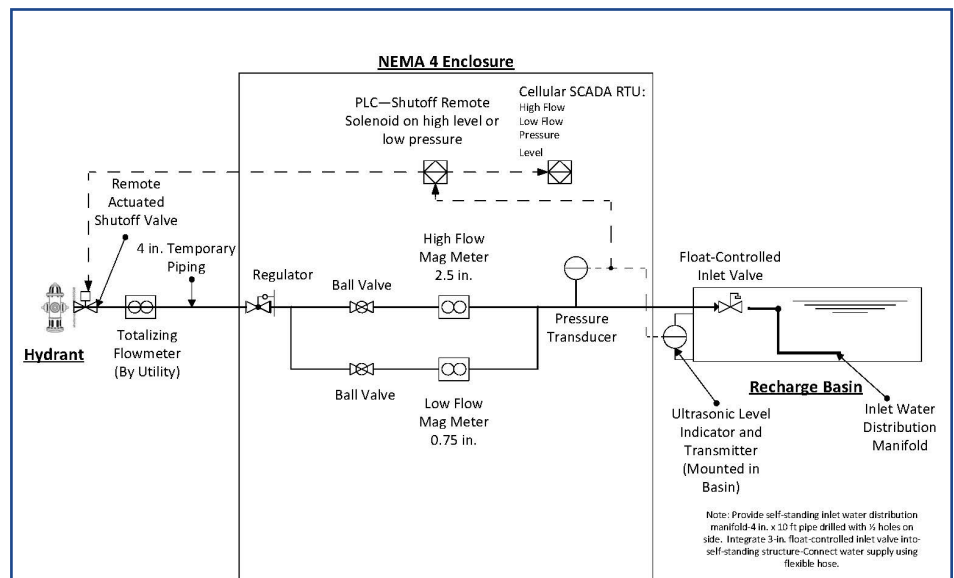 NEMA 4 Enclosure
PLC—Shutoff Remote
Solenoid on high level or
low pressure
Cellular SCADA RTU:
High Flow
Low Flow
Pressure
Level
Remote
Actuated
Shutoff Valve
4 in. Temporary
Piping
Regulator
Ball Valve
High Flow
Mag Meter
2.5 in.
Float-Controlled
Inlet Valve
Hydrant
Totalizing
Flowmeter
(By Utility)
Pressure
Transducer
Ball Valve
Low Flow
Mag Meter
0.75 in.
Recharge Basin
Ultrasonic Level
Indicator and
Transmitter
(Mounted in
Basin)
Inlet Water
Distribution
Manifold
Note: Provide self-standing inlet water distribution
manifold-4 in. x 10 ft pipe drilled with ½ holes on
side. Integrate 3-in. float-controlled inlet valve into-
self-standing structure-Connect water supply using
flexible hose.